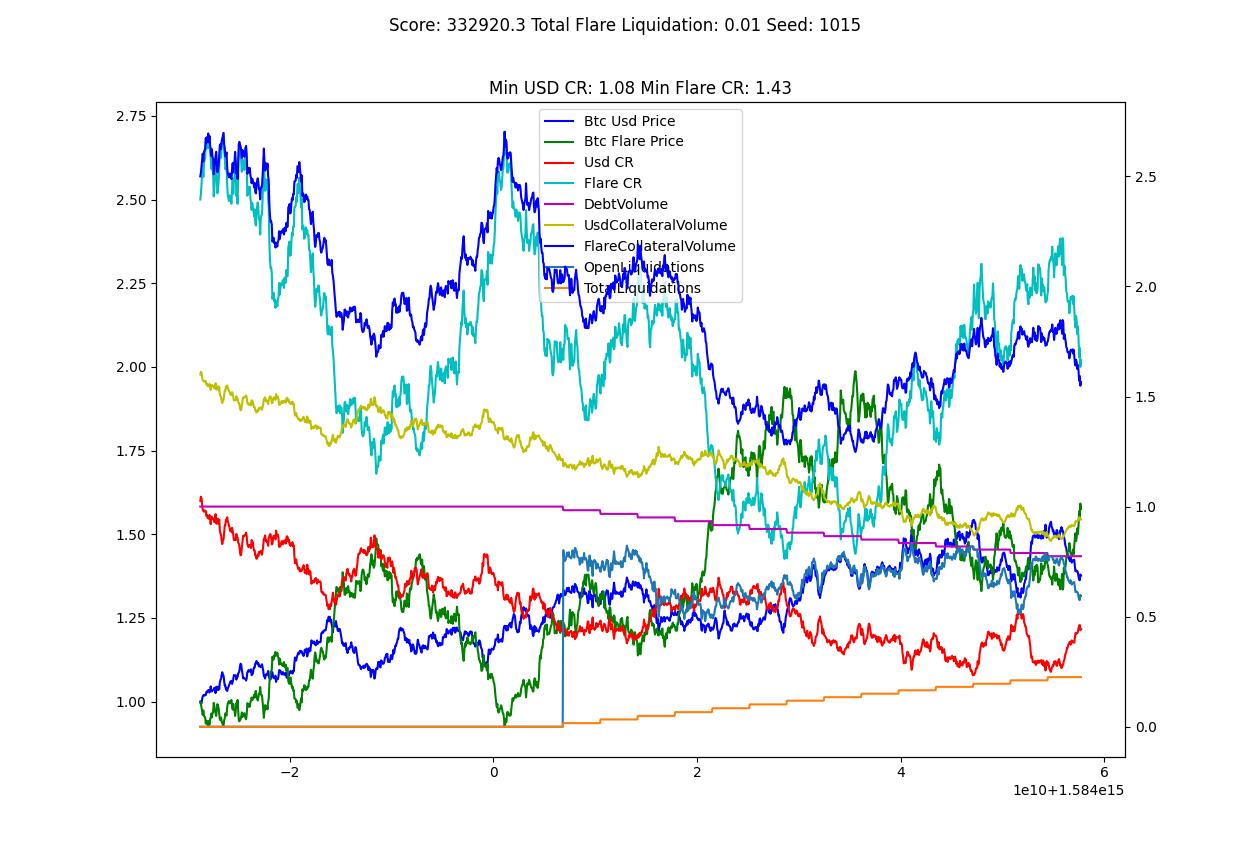 Score: 332920.3 Total Flare Liquidation: 0.01 Seed: 1015
Min USD CR: 1.08 Min Flare CR: 1.43
2.75
2.50
2.25
2.00
1.75
1.50
1.25
1.00
Btc Usd Price
Btc Flare Price
Usd CR
Flare CR
DebtVolume
UsdCollateralVolume
FlareCollateralVolume
OpenLiquidations
TotalLiquidations
2.5
2.0
1.5
1.0
0.5
0.0
−2 0 2 4 6
1e10+1.584e15